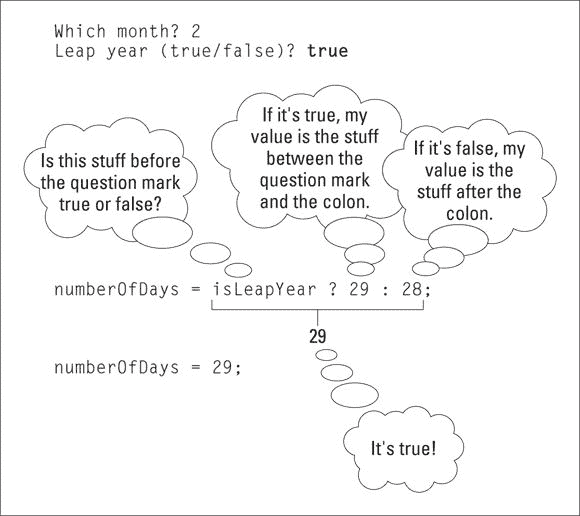 Which month? 2
Leap year (true/false)? true
Is this stuff before
the question mark
true or false?
If it's true, my
value is the stuff
between the
question mark
and the colon.
If it's false, my
value is the
stuff after the
colon.
numberOfDays = isLeapYear ? 29 : 28;
29
numberOfDays = 29;
It's true!